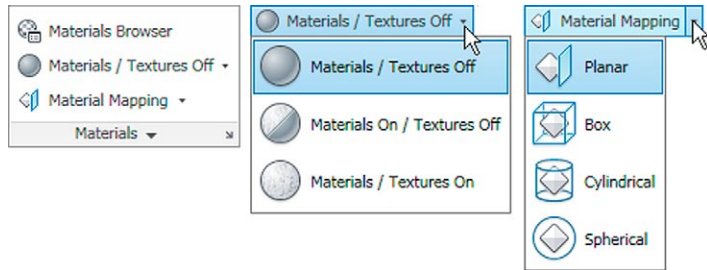 Materials Browser
Materials / Textures Off
Material Mapping
Materials
Materials / Textures Off
Materials / Textures Off
Materials On / Textures Off
Materials / Textures On
Material Mapping
Planar
Box
Cylindrical
Spherical